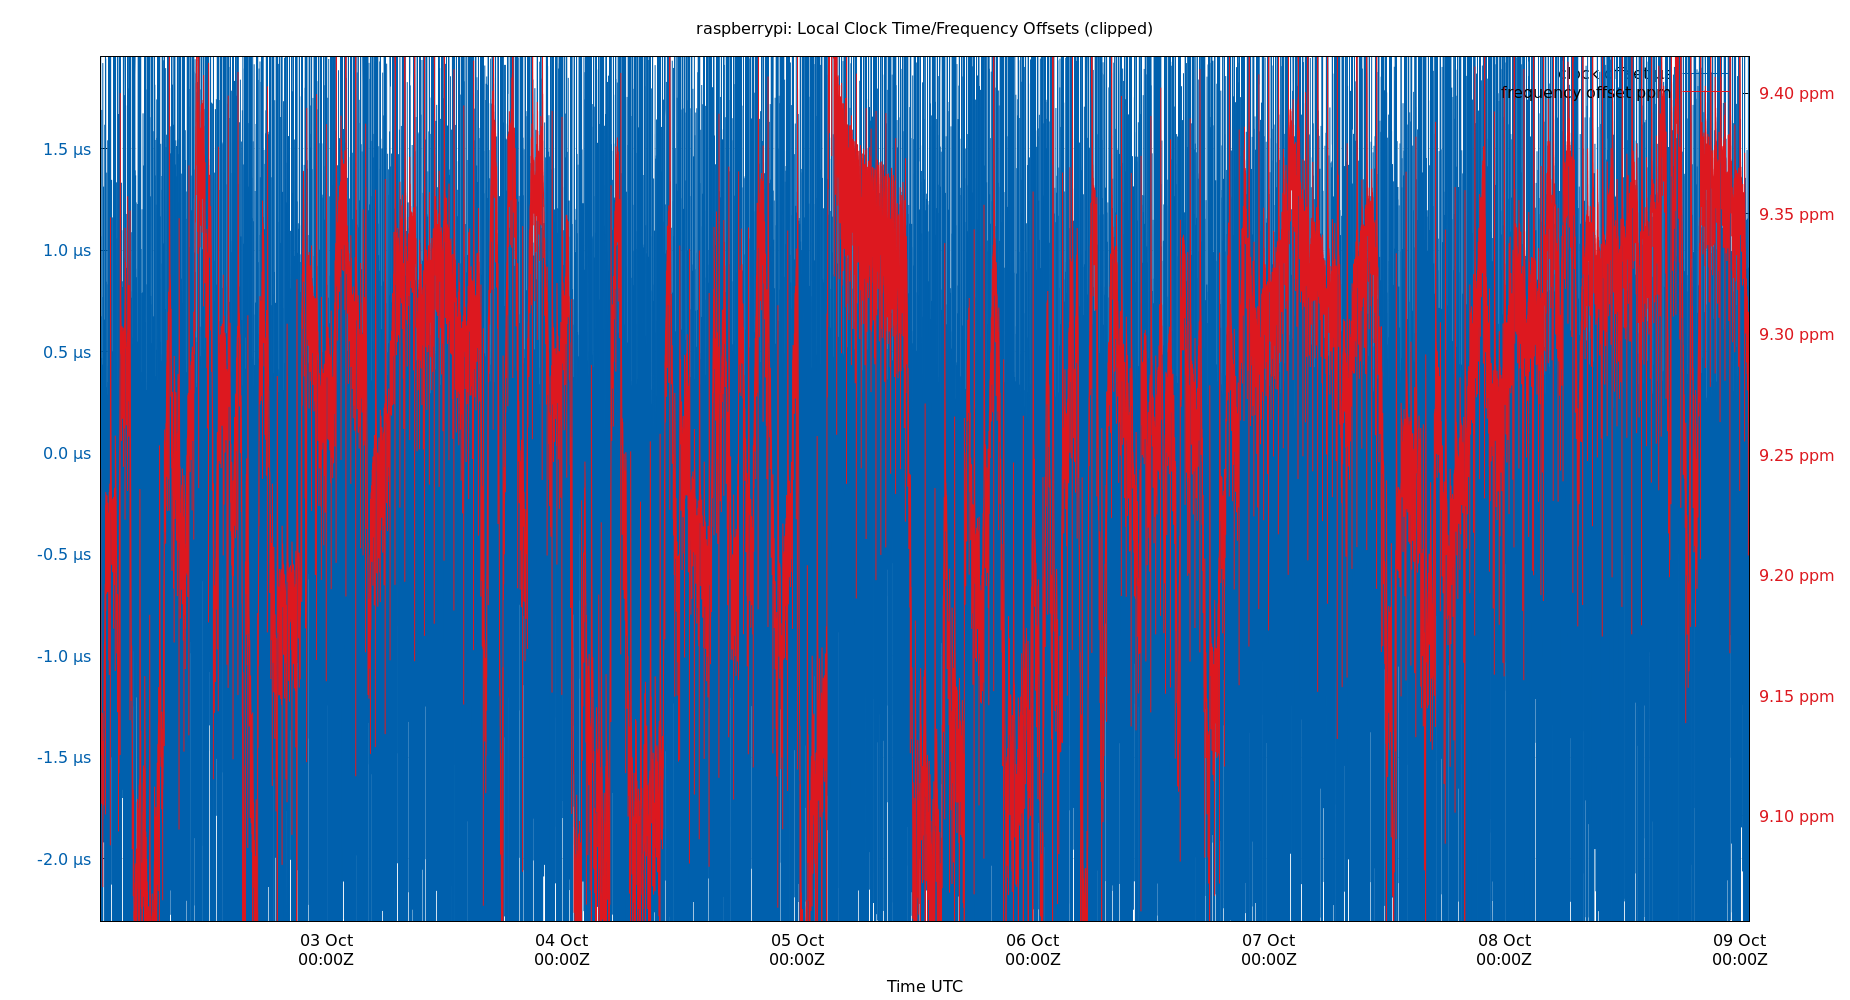 raspberrypi: Local Clock Time/Frequency Offsets (clipped)
clock offset µs
frequency offset ppm
1.5 µs
1.0 µs
0.5 µs
0.0 µs
-0.5 µs
-1.0 µs
-1.5 µs
-2.0 µs
9.40 ppm
9.35 ppm
9.30 ppm
9.25 ppm
9.20 ppm
9.15 ppm
9.10 ppm
03 Oct
00:00Z
04 Oct
00:00Z
05 Oct
00:00Z
06 Oct
00:00Z
07 Oct
00:00Z
08 Oct
00:00Z
09 Oct
00:00Z
Time UTC